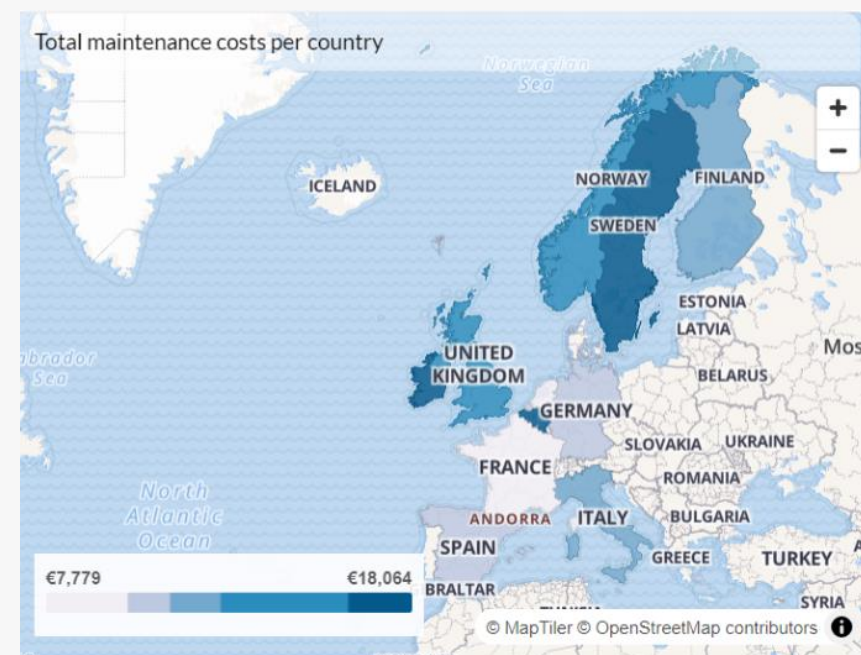 Total maintenance costs per country
Norwegian
Sea
ICELAND
NORWAY
FINLAND
SWEDEN
ESTONIA
LATVIA
Mos
UNITED
KINGDOM
BELARUS
abrador
Sea
GERMANY
SLOVAKIA
UKRAINE
FRANCE
ROMANIA
North
Atlantic
Ocean
ANDORRA
ITALY
BULGARIA
SPAIN
GREECE
TURKEY
€7,779
€18,064
BRALTAR
SYRIA
© MapTiler © OpenStreetMap contributors